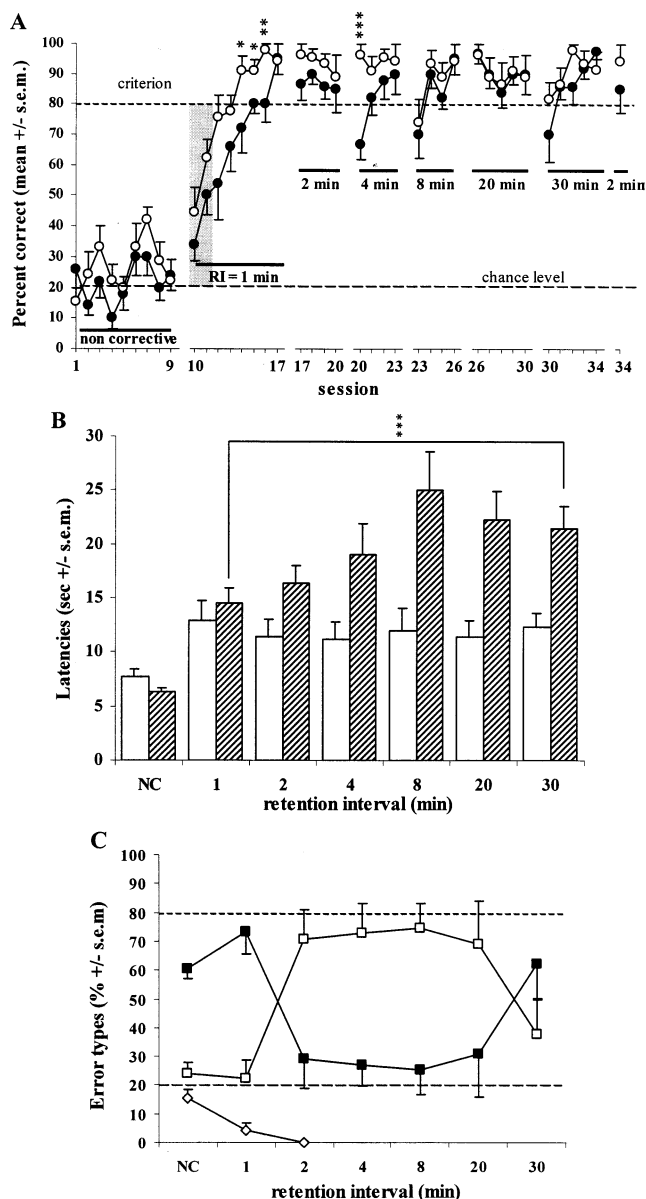 A
*
*
**
***
100
90
80
70
60
50
40
30
20
10
0
Percent correct (mean +/- s.e.m.)
criterion
2 min
4 min
8 min
20 min
30 min
2 min
RI = 1 min
chance level
non corrective
1
9
10
17
17
20
20
23
23
26
26
30
30
34
34
session
B
***
30
25
20
15
10
5
0
Latencies (sec +/- s.e.m.)
NC
1
2
4
8
20
30
retention interval (min)
C
100
90
80
70
60
50
40
30
20
10
0
Error types (% +/- s.e.m)
NC
1
2
4
8
20
30
retention interval (min)